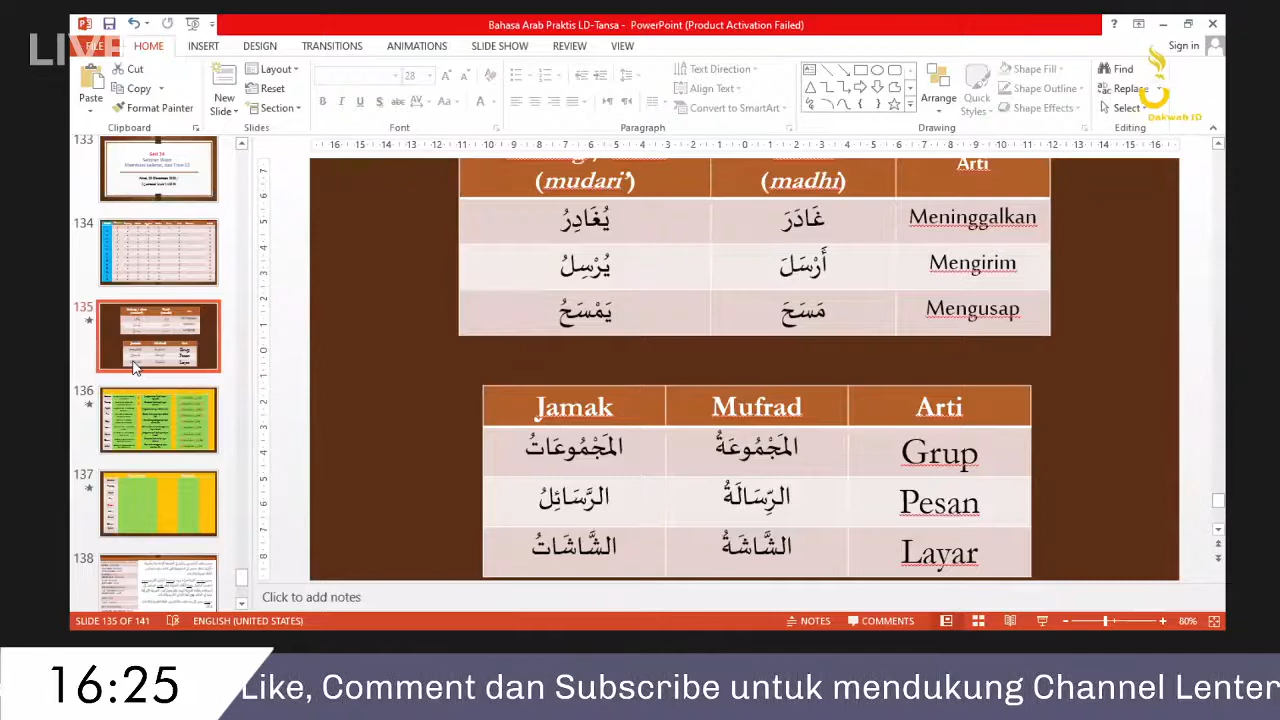 LIVE
Bahasa Arab Praktis LD-Tansa - PowerPoint (Product Activation Failed)
FILE HOME INSERT DESIGN TRANSITIONS ANIMATIONS SLIDE SHOW REVIEW VIEW Sign in
Paste Cut Copy Format Painter
Clipboard
New Slide Layout Reset Section
Slides
28
Font
Text Direction Align Text Convert to SmartArt
Paragraph
Arrange Quick Styles Shape Fill Shape Outline Shape Effects
Drawing
Find Replace Select
Editing
Dakwah ID
133
134
135
136
137
138
(mudari’) (madhi) Arti
يُغَادِرُ غَادَرَ Meninggalkan
يُرْسِلُ أَرْسَلَ Mengirim
يَمْسَحُ مَسحَ Mengusap
Jamak Mufrad Arti
المَجْمُوعَاتُ المَجْمُوعَةُ Grup
الرَّسَائِلُ الرِّسَالَةُ Pesan
الشَّاشَاتُ الشَّاشَةُ Layar
Click to add notes
SLIDE 135 OF 141 ENGLISH (UNITED STATES) NOTES COMMENTS 80%
16:25 Like, Comment dan Subscribe untuk mendukung Channel Lenter